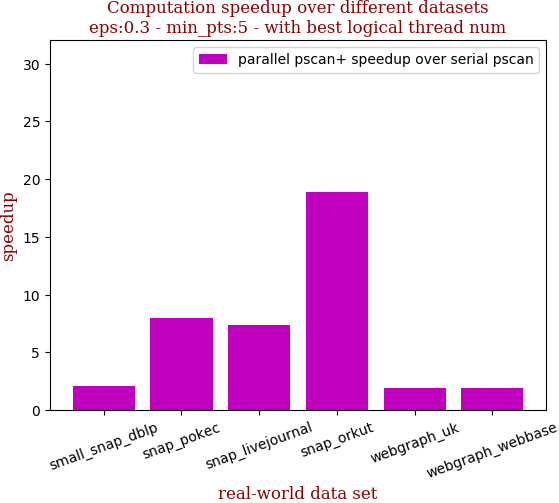 Computation speedup over different datasets
eps:0.3 - min_pts:5 - with best logical thread num
parallel pscan+ speedup over serial pscan
speedup
30
25
20
15
10
5
0
small_snap_dblp
snap_pokec
snap_livejournal
snap_orkut
webgraph_uk
webgraph_webbase
real-world data set